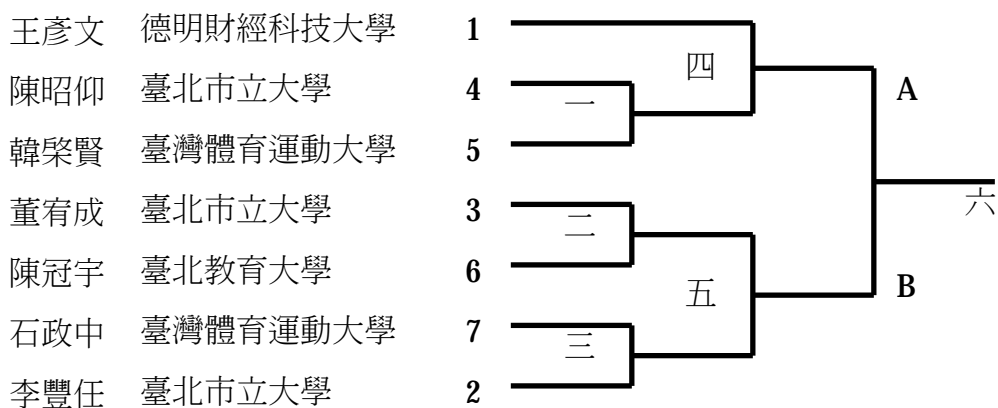 王彥文 德明財經科技大學 1
四
陳昭仰 臺北市立大學 4 A
一
韓棨賢 臺灣體育運動大學 5
董宥成 臺北市立大學 3 六
二
陳冠宇 臺北教育大學 6 B
五
石政中 臺灣體育運動大學 7
三
李豐任 臺北市立大學 2